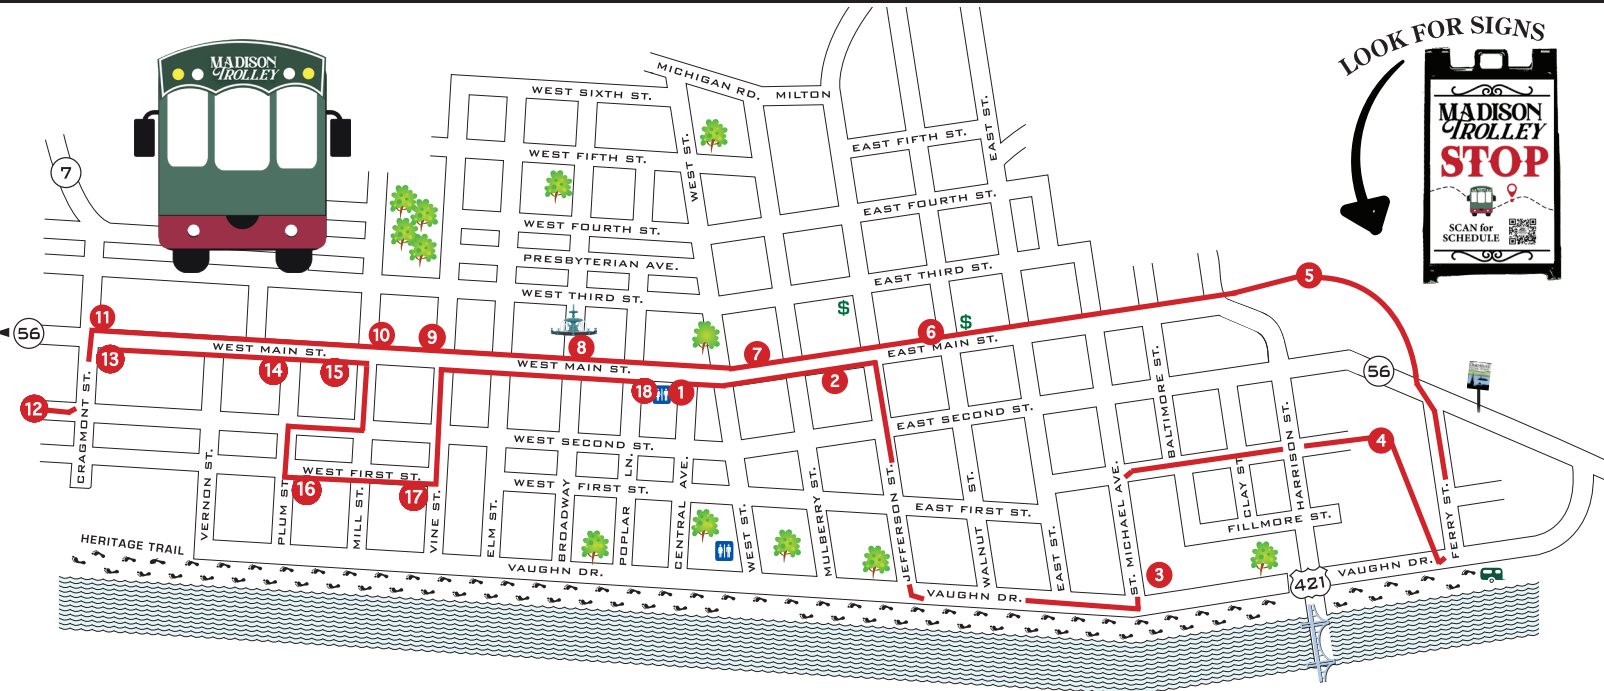 LOOK FOR SIGNS
MADISON
TROLLEY
MADISON
TROLLEY
STOP
SCAN for
SCHEDULE
MICHIGAN RD.
MILTON
WEST SIXTH ST.
WEST FIFTH ST.
WEST ST.
EAST FIFTH ST.
EAST ST.
WEST FOURTH ST.
EAST FOURTH ST.
PRESBYTERIAN AVE.
EAST THIRD ST.
WEST THIRD ST.
7
56
11
10
9
8
7
6
5
$
$
WEST MAIN ST.
WEST MAIN ST.
EAST MAIN ST.
13
14
15
18
1
2
56
12
CRAGMONT ST.
WEST SECOND ST.
EAST SECOND ST.
BALTIMORE ST.
HARRISON ST.
4
WEST FIRST ST.
WEST FIRST ST.
EAST FIRST ST.
16
17
VERNON ST.
PLUM ST.
MILL ST.
VINE ST.
ELM ST.
BROADWAY
POPLAR LN.
CENTRAL AVE.
WEST ST.
MULBERRY ST.
JEFFERSON ST.
WALNUT ST.
EAST ST.
ST. MICHAEL AVE.
CLAY ST.
FILLMORE ST.
FERRY ST.
3
HERITAGE TRAIL
VAUGHN DR.
VAUGHN DR.
421
VAUGHN DR.